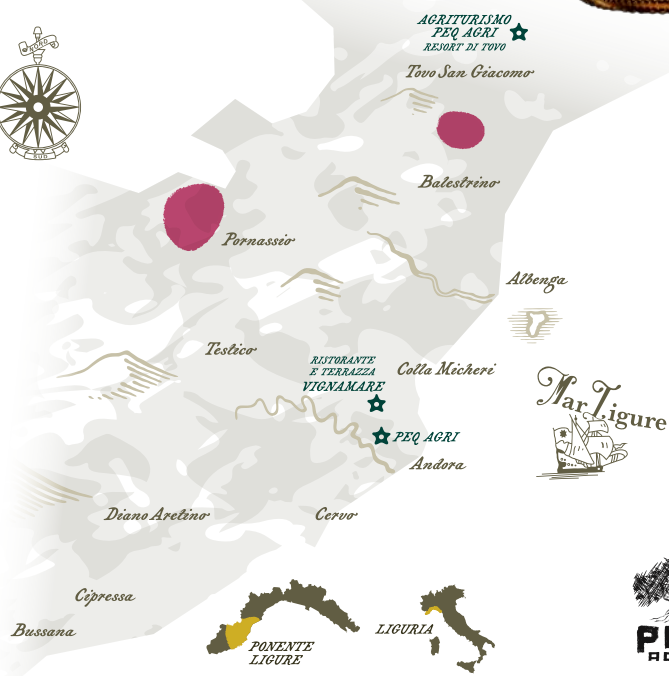 AGRITURISMO
PEQ AGRI
RESORT DI TOVO
NORD
Tovo San Giacomo
SUD
Balestrino
Pornassio
Albenga
Testico
RISTORANTE
E TERRAZZA
VIGNAMARE
Colla Micheri
Mar Ligure
PEQ AGRI
Andora
Diano Aretino
Cervo
Cipressa
Bussana
PONENTE
LIGURE
LIGURIA